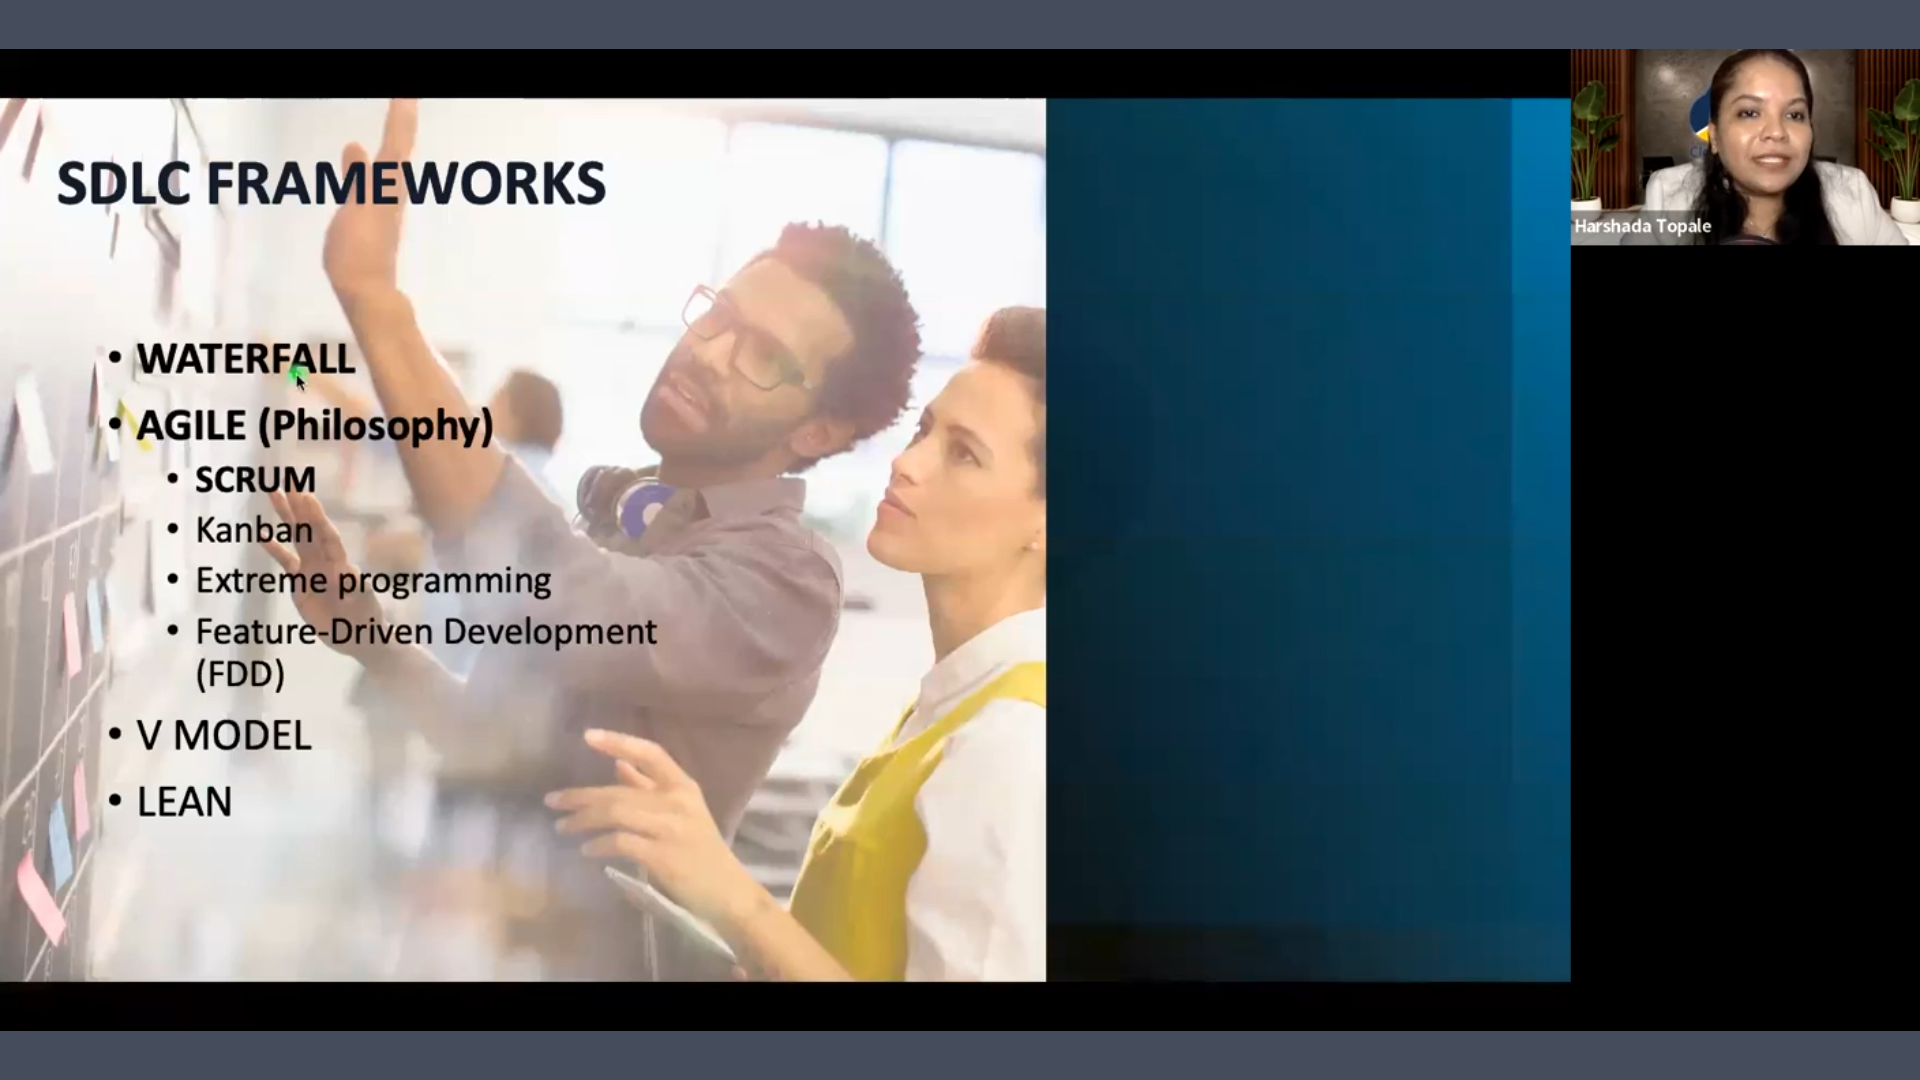 SDLC FRAMEWORKS
• WATERFALL
• AGILE (Philosophy)
• SCRUM
• Kanban
• Extreme programming
• Feature-Driven Development
(FDD)
• V MODEL
• LEAN
Harshada Topale